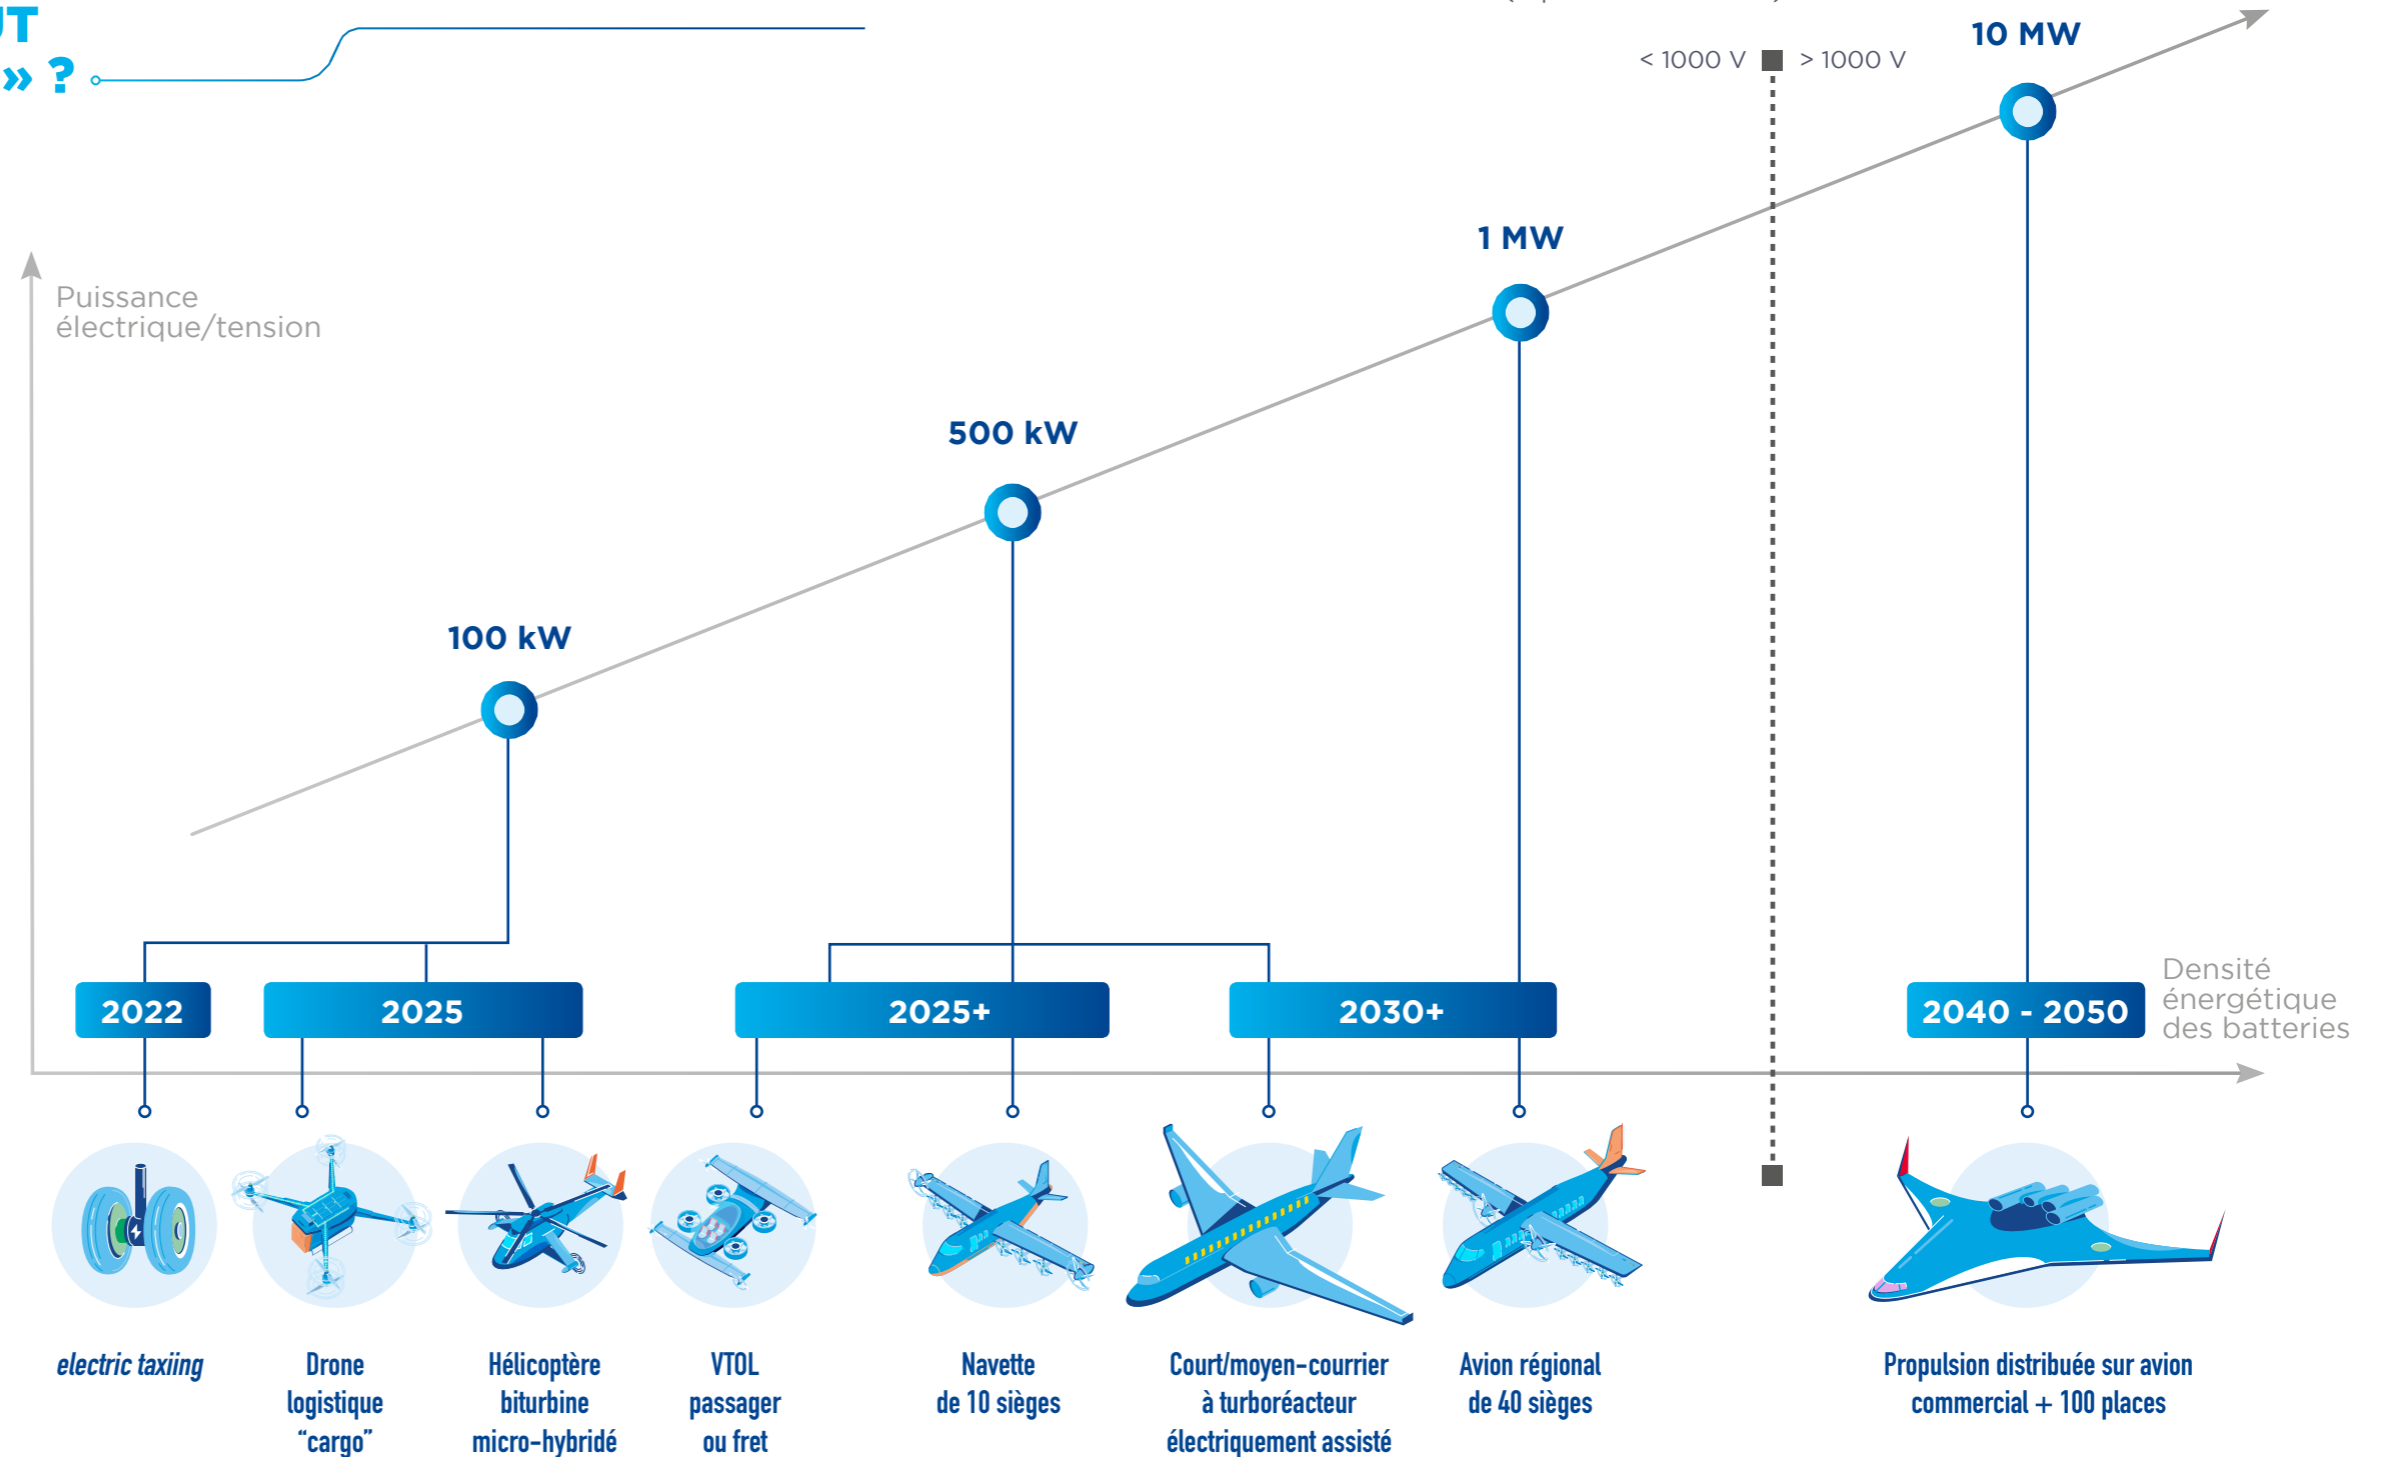 » ?
< 1000 V
> 1000 V
10 MW
1 MW
Puissance
électrique/tension
500 kW
100 kW
Densité
énergétique
des batteries
2022
2025
2025+
2030+
2040 - 2050
electric taxiing
Drone
logistique
“cargo”
Hélicoptère
biturbine
micro-hybridé
VTOL
passager
ou fret
Navette
de 10 sièges
Court/moyen-courrier
à turboréacteur
électriquement assisté
Avion régional
de 40 sièges
Propulsion distribuée sur avion
commercial + 100 places